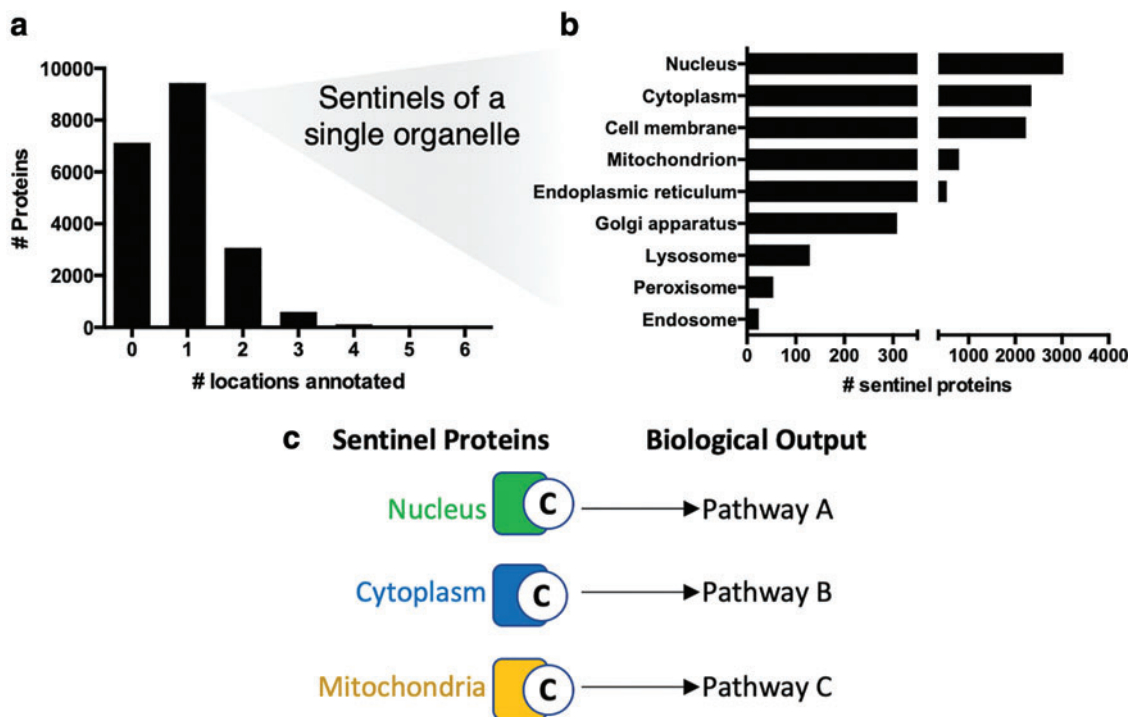 a
10000
8000
6000
4000
2000
0
# Proteins
0 1 2 3 4 5 6
# locations annotated
Sentinels of a
single organelle
b
Nucleus
Cytoplasm
Cell membrane
Mitochondrion
Endoplasmic reticulum
Golgi apparatus
Lysosome
Peroxisome
Endosome
0 100 200 300 1000 2000 3000 4000
# sentinel proteins
c Sentinel Proteins Biological Output
Nucleus C Pathway A
Cytoplasm C Pathway B
Mitochondria C Pathway C